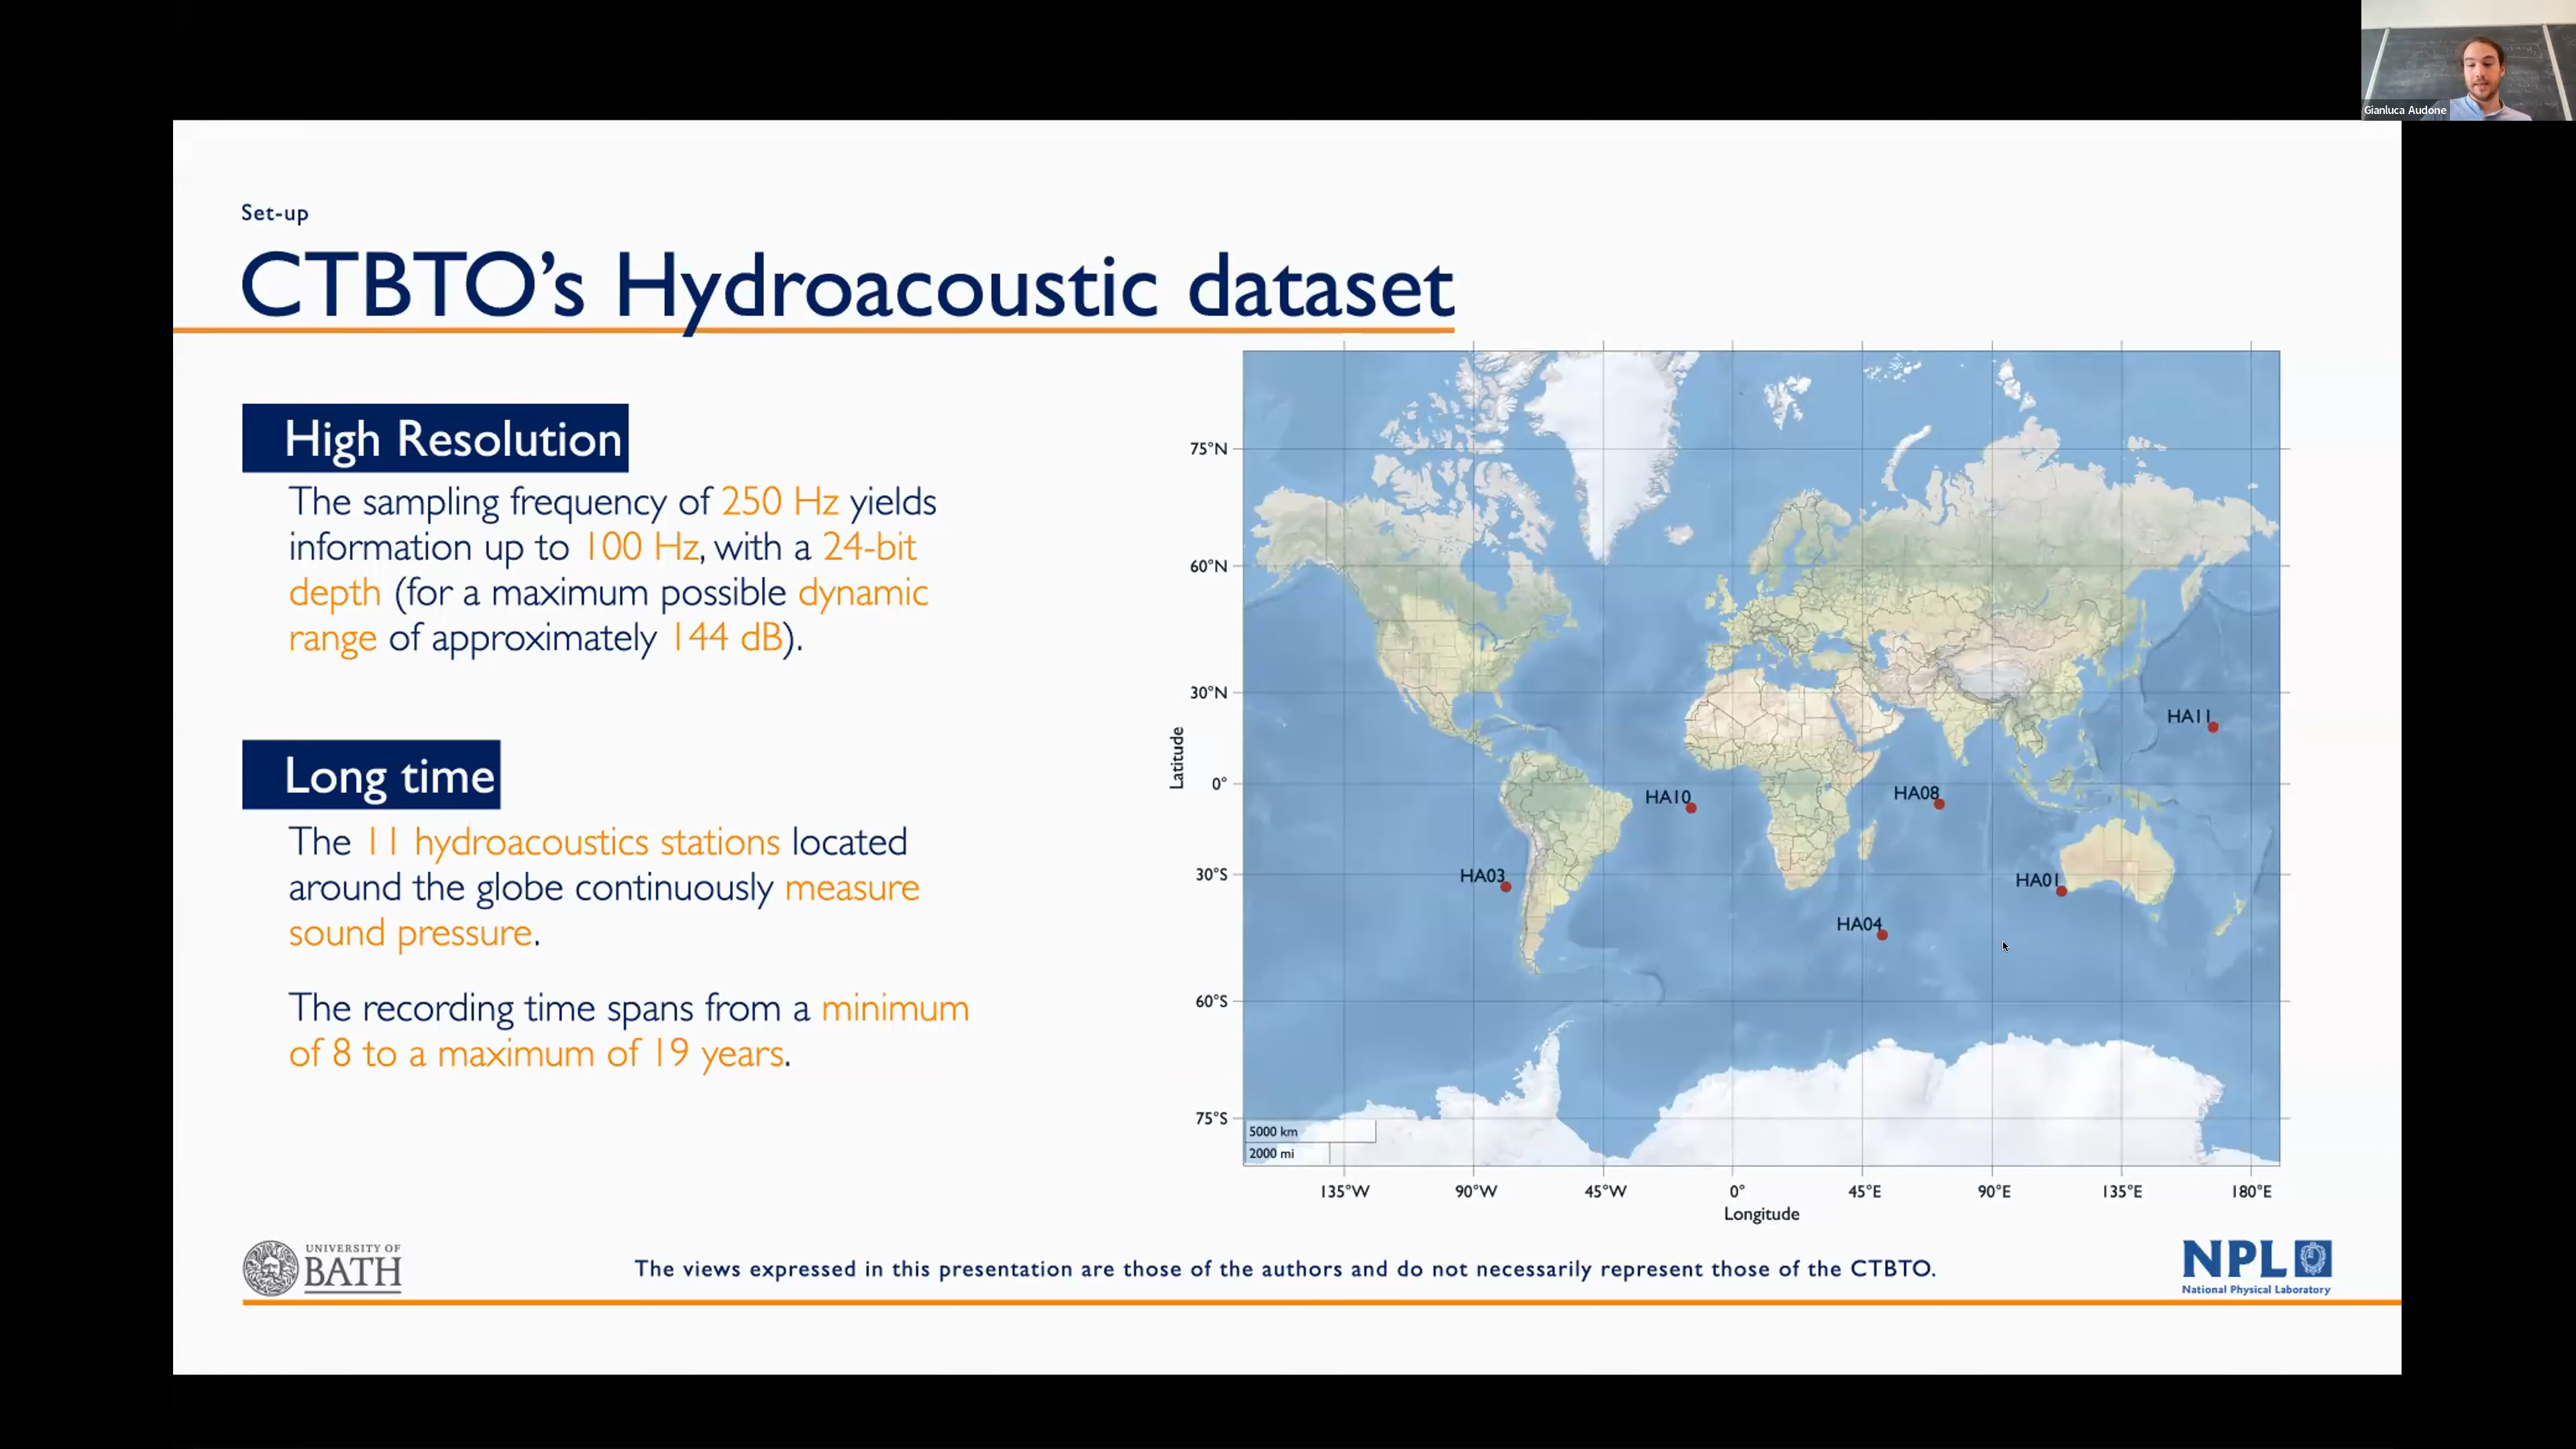 Gianluca Audone
Set-up
CTBTO’s Hydroacoustic dataset
High Resolution
The sampling frequency of 250 Hz yields
information up to 100 Hz, with a 24-bit
depth (for a maximum possible dynamic
range of approximately 144 dB).
Long time
The 11 hydroacoustics stations located
around the globe continuously measure
sound pressure.
The recording time spans from a minimum
of 8 to a maximum of 19 years.
75°N
60°N
30°N
0°
30°S
60°S
75°S
Latitude
HA11
HA10
HA08
HA03
HA01
HA04
5000 km
2000 mi
135°W
90°W
45°W
0°
45°E
90°E
135°E
180°E
Longitude
UNIVERSITY OF
BATH
The views expressed in this presentation are those of the authors and do not necessarily represent those of the CTBTO.
NPL
National Physical Laboratory